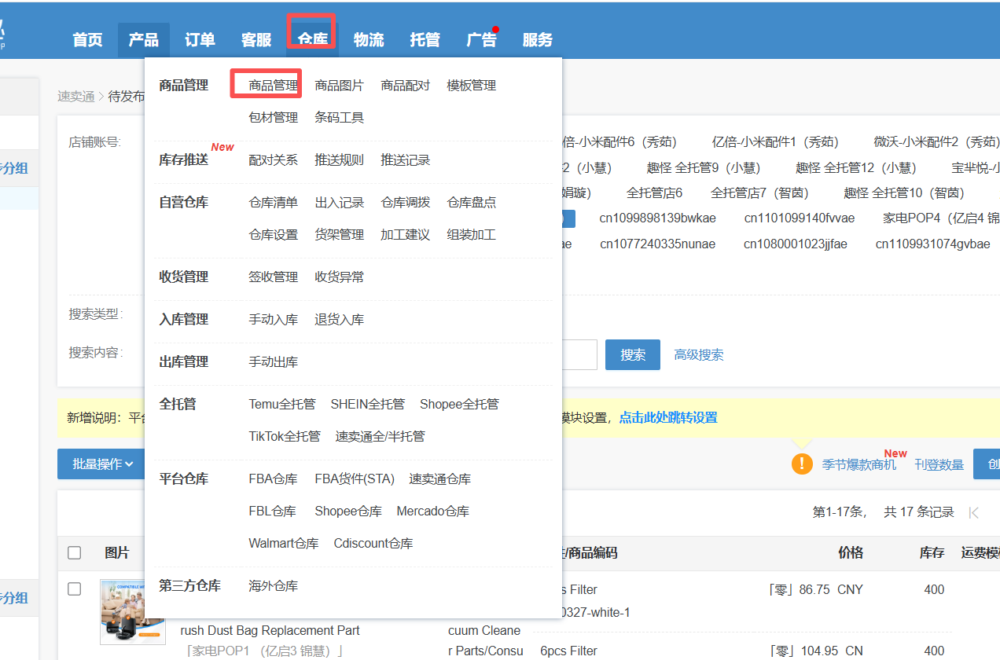 首页 产品 订单 客服 仓库 物流 托管 广告 服务
商品管理 商品管理 商品图片 商品配对 模板管理
包材管理 条码工具
速卖通 > 待发布
店铺账号: 倍-小米配件6（秀茹） 亿倍-小米配件1（秀茹） 微沃-小米配件2（秀茹)
New
库存推送 配对关系 推送规则 推送记录
分组 2（小慧） 趣怪 全托管9（小慧） 趣怪 全托管12（小慧） 宝芈悦-小
娟璇） 全托管店6 全托管店7（智茵） 趣怪 全托管10（智茵）
自营仓库 仓库清单 出入记录 仓库调拨 仓库盘点
) cn1099898139bwkae cn1101099140fvvae 家电POP4（亿启4 锦
仓库设置 货架管理 加工建议 组装加工
ae cn1077240335nunae cn1080001023jjfae cn1109931074gvbae
收货管理 签收管理 收货异常
搜索类型:
入库管理 手动入库 退货入库
搜索内容: 搜索 高级搜索
出库管理 手动出库
全托管 Temu全托管 SHEIN全托管 Shopee全托管
新增说明：平台 模块设置，点击此处跳转设置
TikTok全托管 速卖通全/半托管
批量操作 ! 季节爆款商机 New 刊登数量 创
平台仓库 FBA仓库 FBA货件(STA) 速卖通仓库
FBL仓库 Shopee仓库 Mercado仓库
第1-17条， 共 17 条记录
Walmart仓库 Cdiscount仓库
图片 /商品编码 价格 库存 运费模
第三方仓库 海外仓库
s Filter 「零」86.75 CNY 400
分组
0327-white-1
COMPATIBLE WI
rush Dust Bag Replacement Part cuum Cleane
「家电POP1 （亿启3 锦慧）」 r Parts/Consu 6pcs Filter 「零」104.95 CN 400